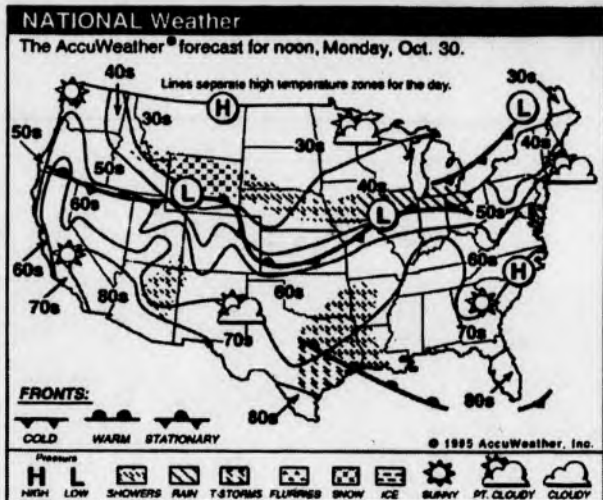 NATIONAL Weather
The AccuWeather® forecast for noon, Monday, Oct. 30.
Lines separate high temperature zones for the day.
40s
H
30s
L
50s
30s
30s
40s
50s
40s
L
L
60s
50s
60s
60s
H
70s
80s
60s
70s
70s
80s
80s
FRONTS:
COLD WARM STATIONARY
© 1995 AccuWeather, Inc.
Pressure
H L
HIGH LOW SHOWERS RAIN T-STORMS FLURRIES SNOW ICE SUNNY PT. CLOUDY CLOUDY